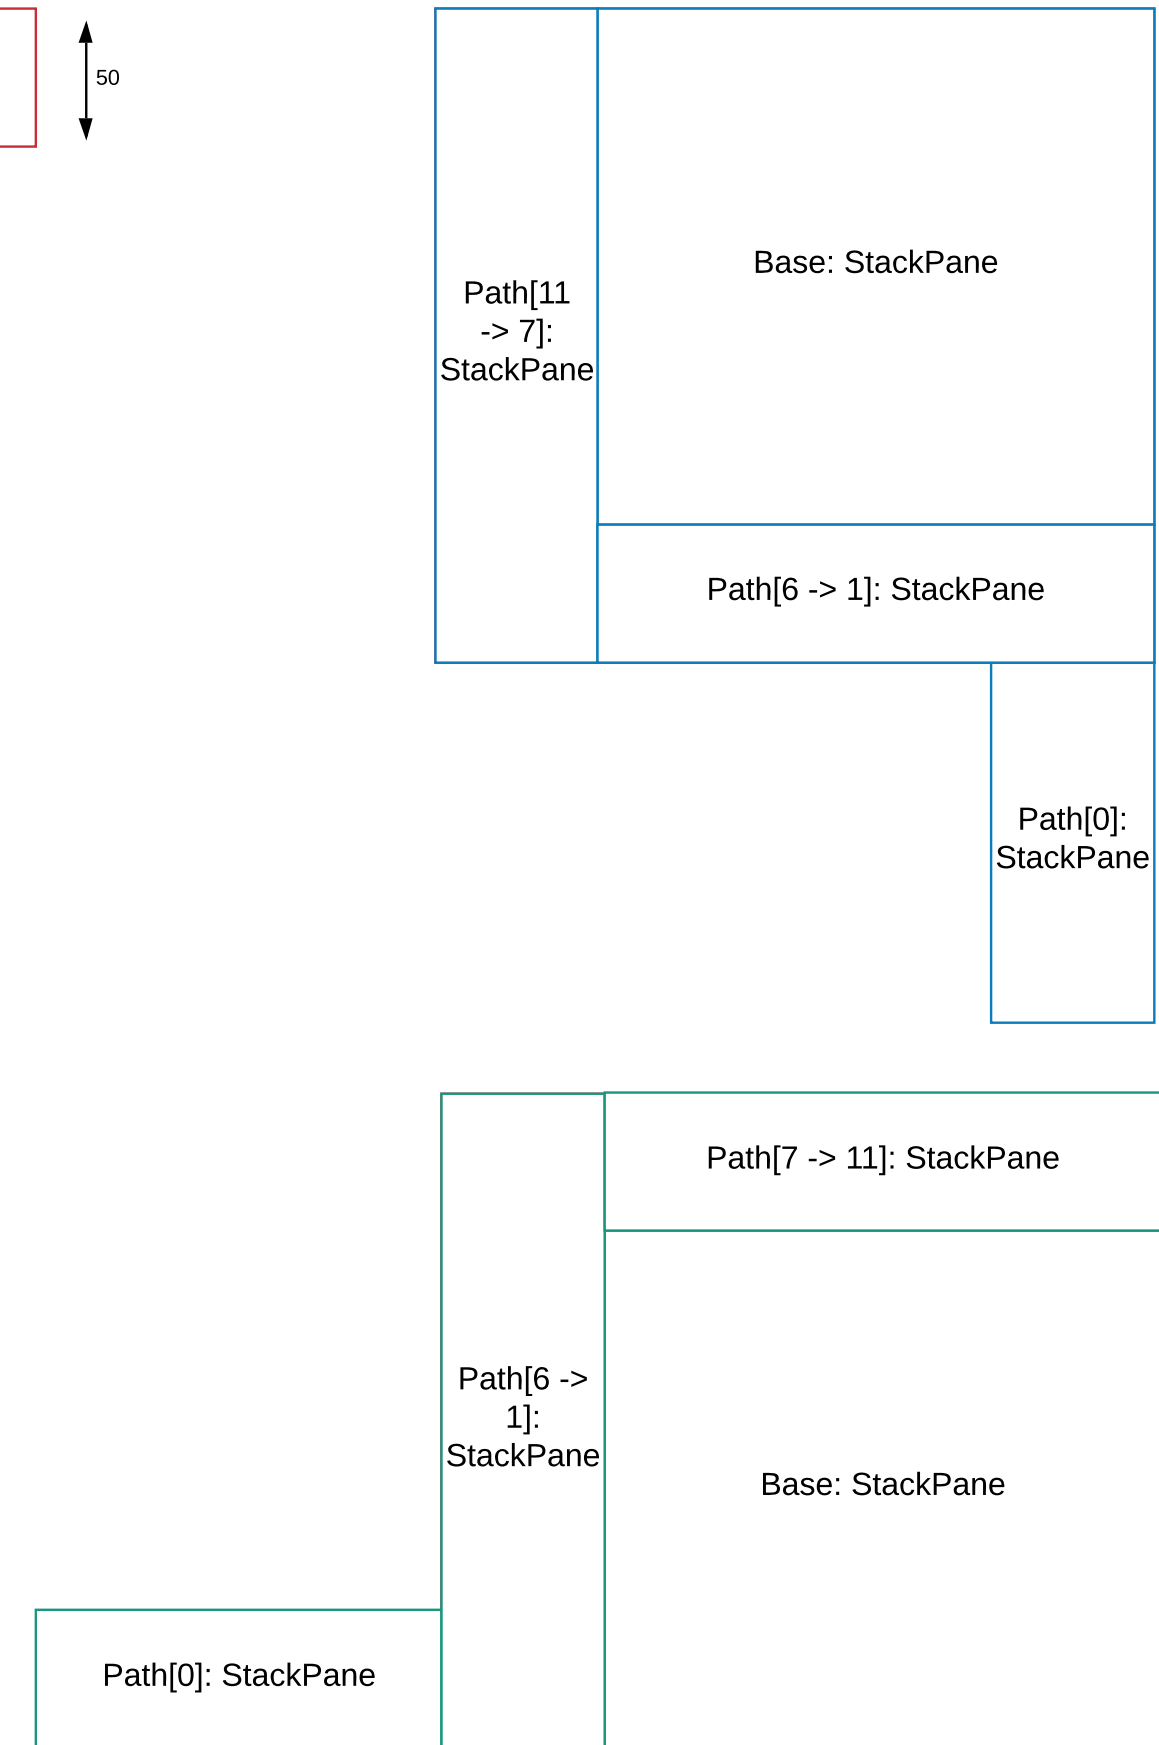 50
Base: StackPane
Path[11
-> 7]:
StackPane
Path[6 -> 1]: StackPane
Path[0]:
StackPane
Path[7 -> 11]: StackPane
Path[6 ->
1]:
StackPane
Base: StackPane
Path[0]: StackPane